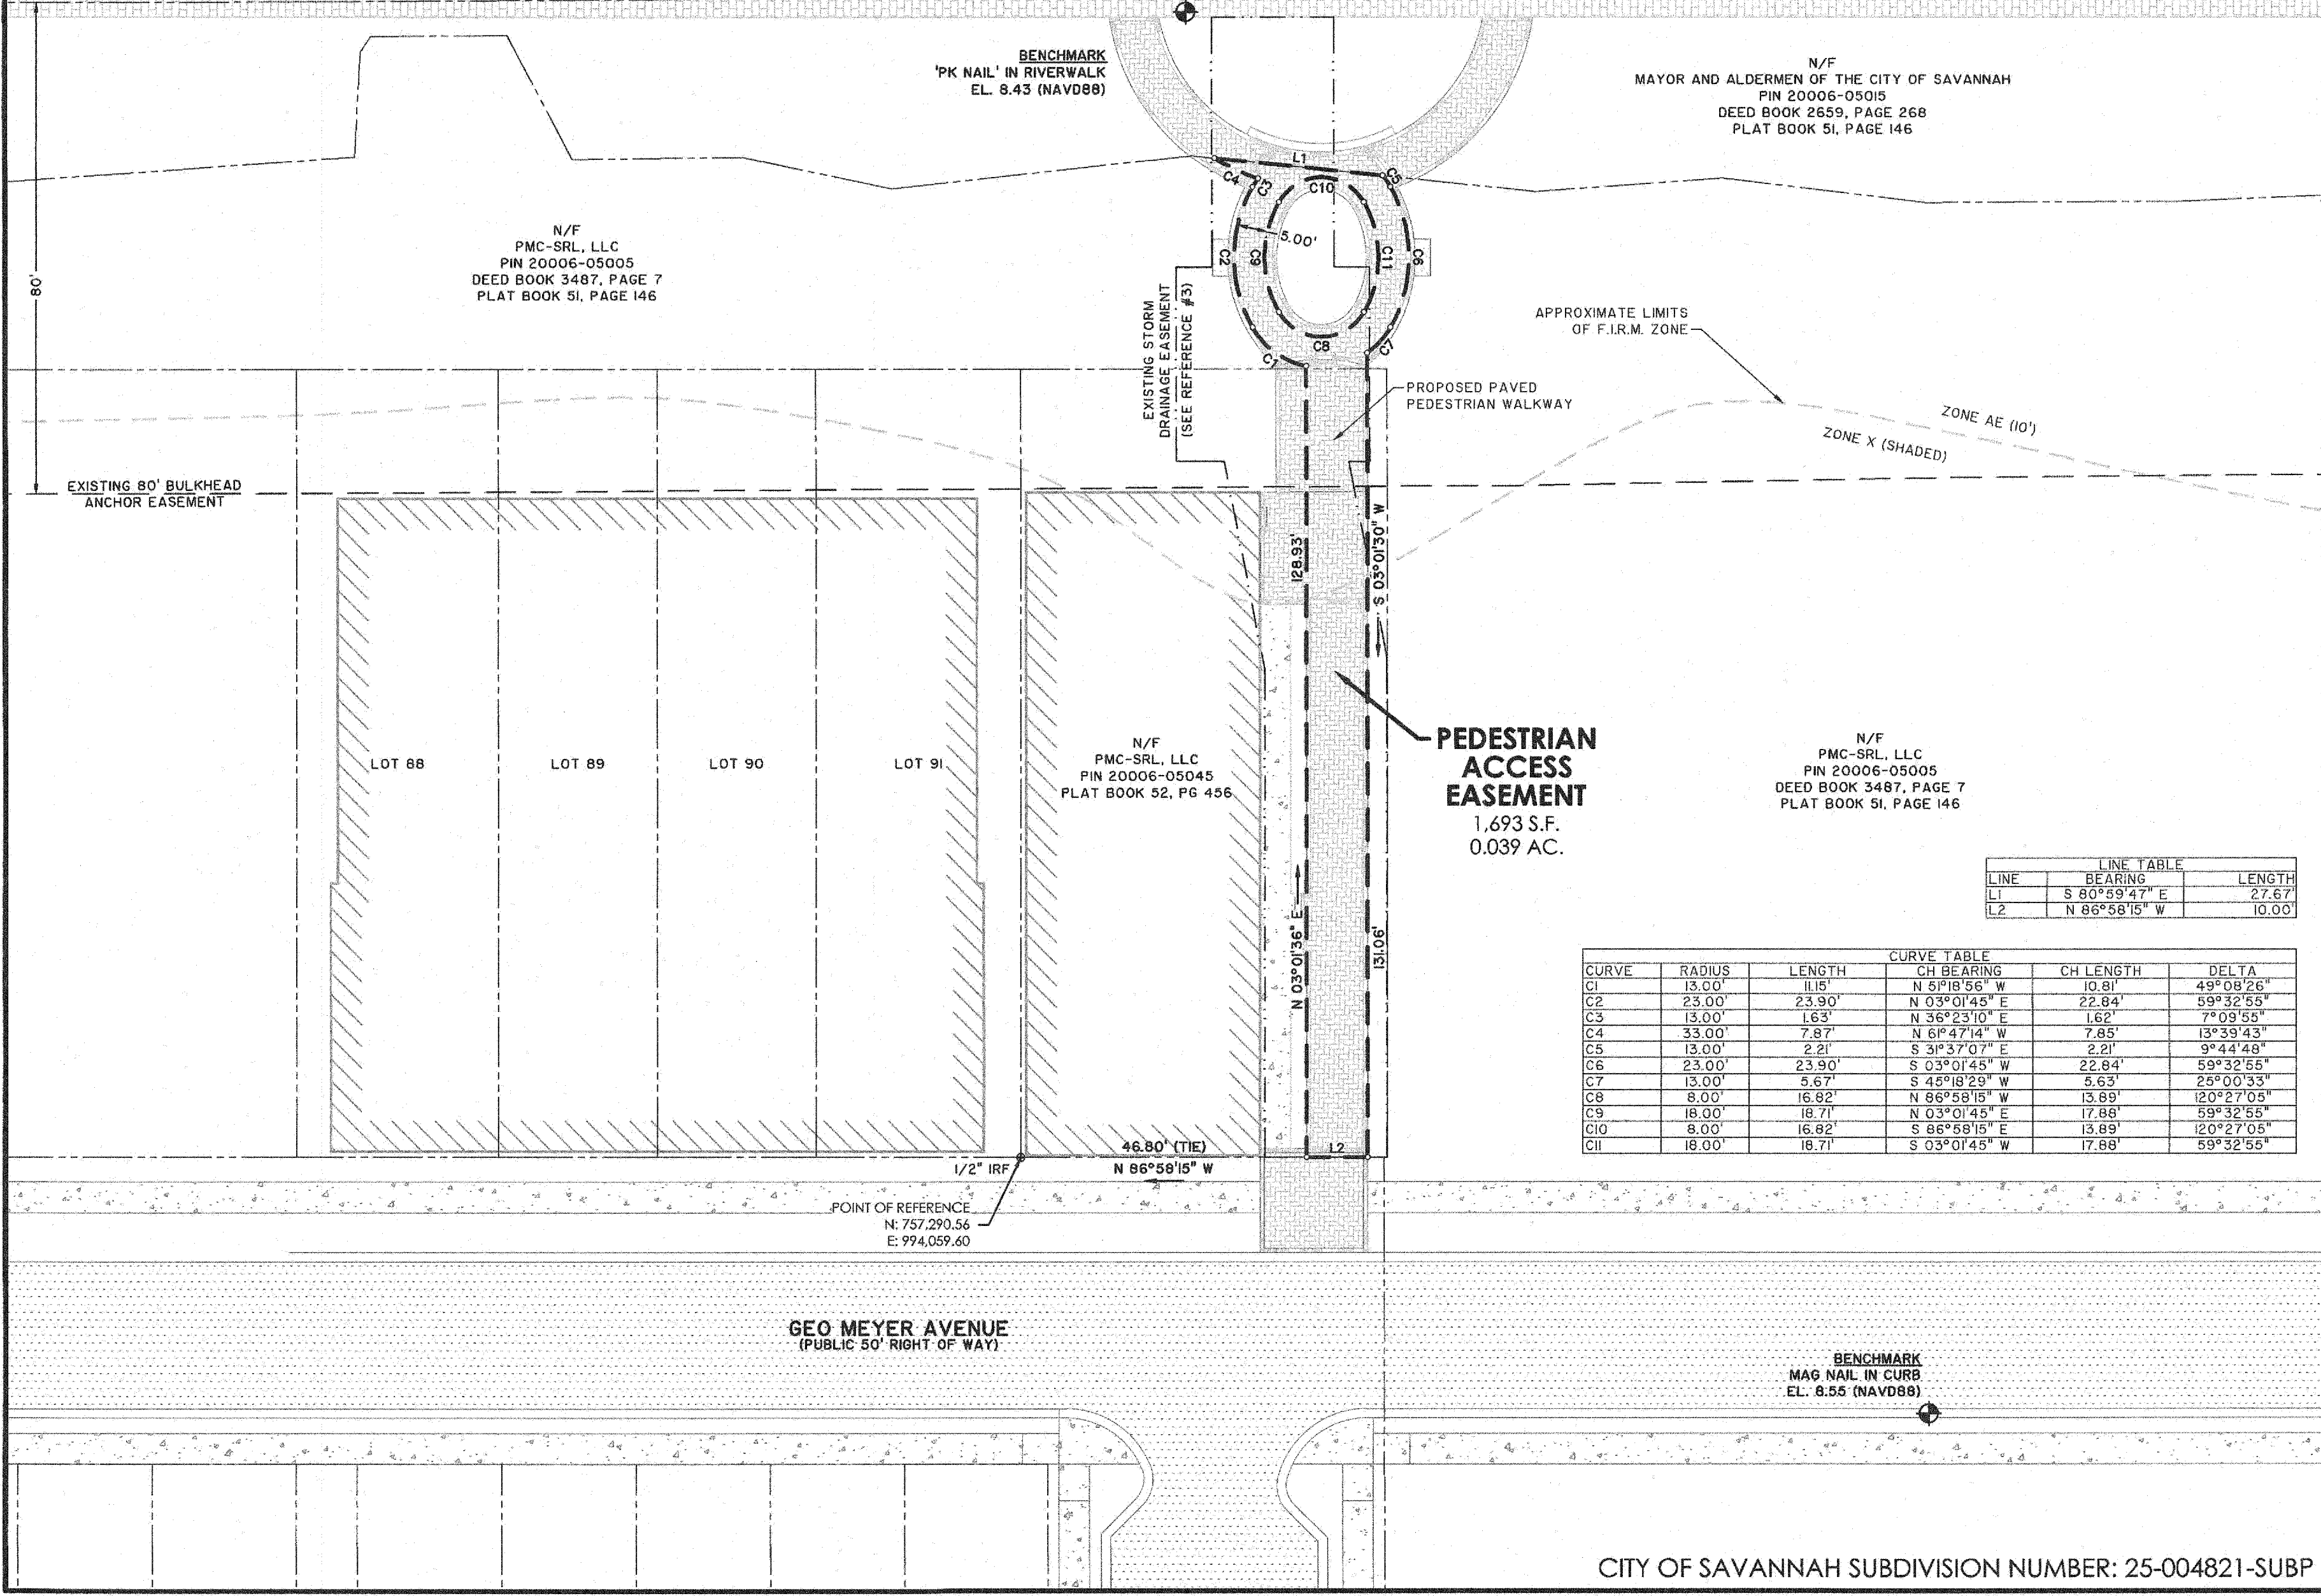 BENCHMARK
'PK NAIL' IN RIVERWALK
EL. 8.43 (NAVD88)
N/F
MAYOR AND ALDERMEN OF THE CITY OF SAVANNAH
PIN 20006-05015
DEED BOOK 2659, PAGE 268
PLAT BOOK 51, PAGE 146
L1
C4
C3
C10
C5
5.00'
C2
C9
C11
C6
C8
C1
C7
80'
N/F
PMC-SRL, LLC
PIN 20006-05005
DEED BOOK 3487, PAGE 7
PLAT BOOK 51, PAGE 146
EXISTING STORM
DRAINAGE EASEMENT
(SEE REFERENCE #3)
APPROXIMATE LIMITS
OF F.I.R.M. ZONE
PROPOSED PAVED
PEDESTRIAN WALKWAY
ZONE AE (10')
ZONE X (SHADED)
EXISTING 80' BULKHEAD
ANCHOR EASEMENT
128.93'
S 03°01'30" W
N 03°01'36" E
131.06'
PEDESTRIAN
ACCESS
EASEMENT
1,693 S.F.
0.039 AC.
LOT 88
LOT 89
LOT 90
LOT 91
N/F
PMC-SRL, LLC
PIN 20006-05045
PLAT BOOK 52, PG 456
N/F
PMC-SRL, LLC
PIN 20006-05005
DEED BOOK 3487, PAGE 7
PLAT BOOK 51, PAGE 146
LINE TABLE
LINE BEARING LENGTH
L1 S 80°59'47" E 27.67'
L2 N 86°58'15" W 10.00'
CURVE TABLE
CURVE RADIUS LENGTH CH BEARING CH LENGTH DELTA
C1 13.00' 11.15' N 51°18'56" W 10.81' 49°08'26"
C2 23.00' 23.90' N 03°01'45" E 22.84' 59°32'55"
C3 13.00' 1.63' N 36°23'10" E 1.62' 7°09'55"
C4 33.00' 7.87' N 61°47'14" W 7.85' 13°39'43"
C5 13.00' 2.21' S 31°37'07" E 2.21' 9°44'48"
C6 23.00' 23.90' S 03°01'45" W 22.84' 59°32'55"
C7 13.00' 5.67' S 45°18'29" W 5.63' 25°00'33"
C8 8.00' 16.82' N 86°58'15" W 13.89' 120°27'05"
C9 18.00' 18.71' N 03°01'45" E 17.88' 59°32'55"
C10 8.00' 16.82' S 86°58'15" E 13.89' 120°27'05"
C11 18.00' 18.71' S 03°01'45" W 17.88' 59°32'55"
46.80' (TIE)
N 86°58'15" W
L2
1/2" IRF
POINT OF REFERENCE
N: 757,290.56
E: 994,059.60
GEO MEYER AVENUE
(PUBLIC 50' RIGHT OF WAY)
BENCHMARK
MAG NAIL IN CURB
EL. 8.55 (NAVD88)
CITY OF SAVANNAH SUBDIVISION NUMBER: 25-004821-SUBP